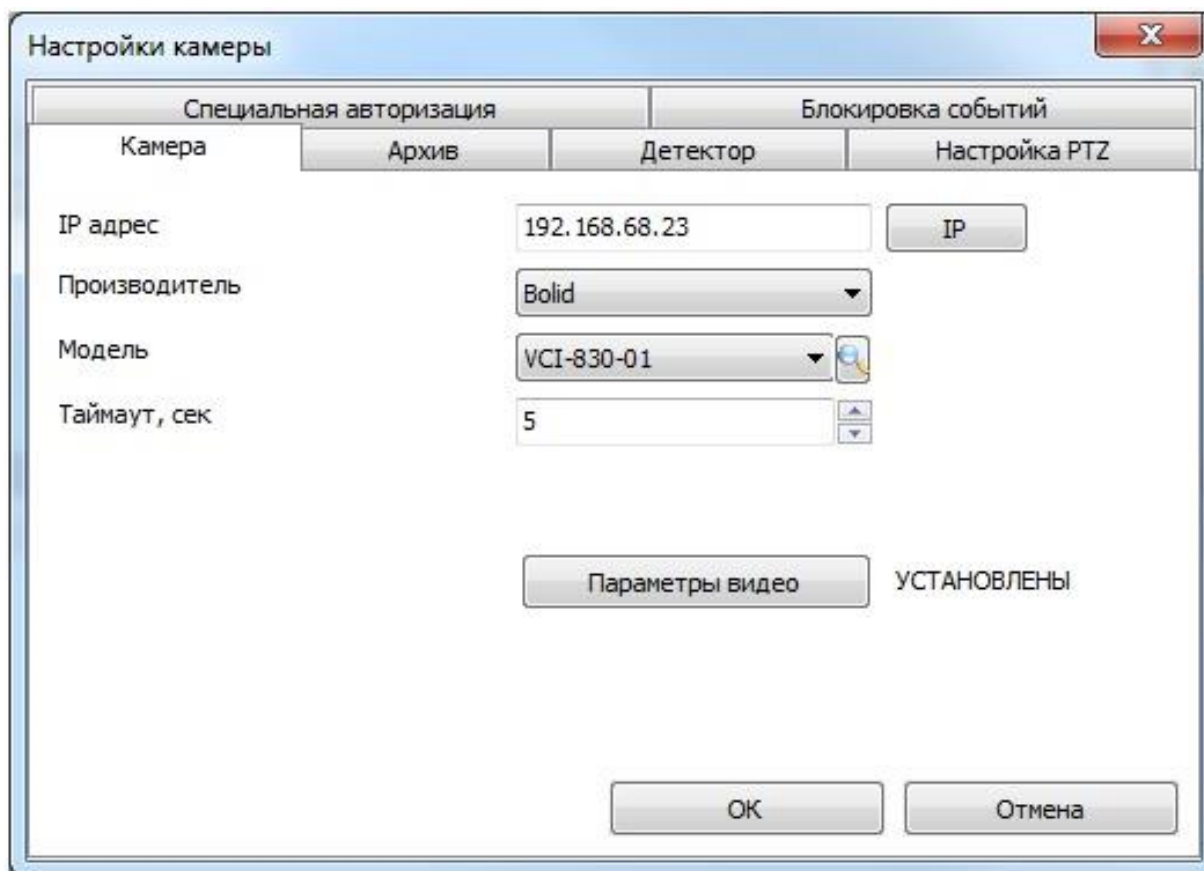 Настройки камеры
Специальная авторизация Блокировка событий
Камера Архив Детектор Настройка PTZ
IP адрес 192.168.68.23 IP
Производитель Bolid
Модель VCI-830-01
Таймаут, сек 5
Параметры видео УСТАНОВЛЕНЫ
OK Отмена